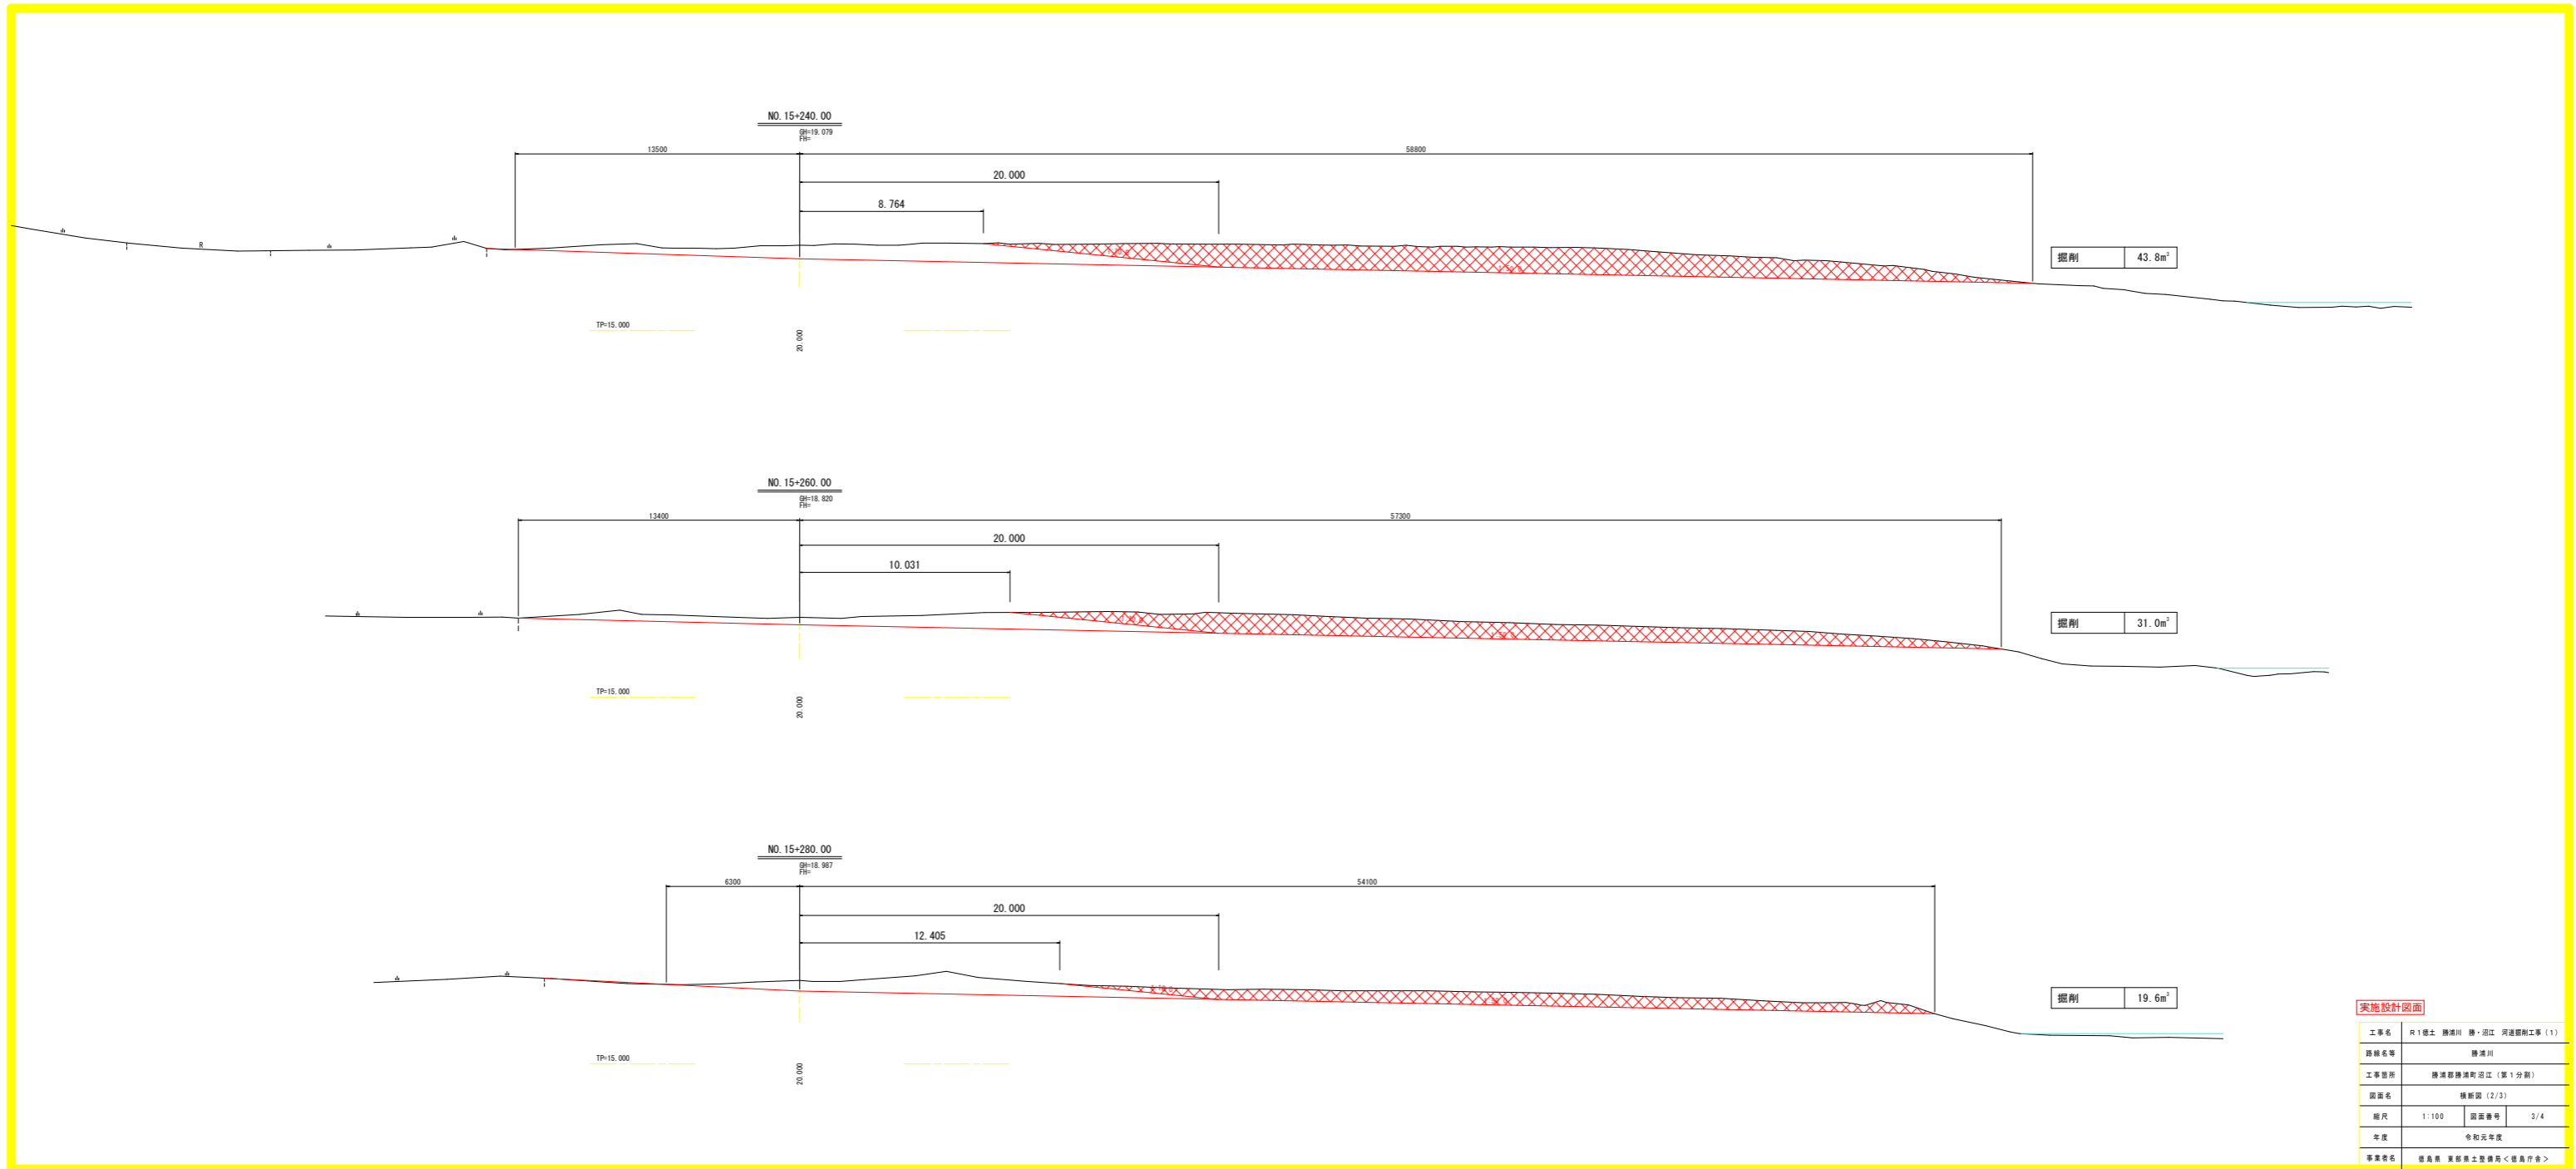 NO.15+240.00
GH=19.079
FH=
13500
58800
20.000
8.764
R
掘削 43.8m²
TP=15.000
20.000
NO.15+260.00
GH=18.820
FH=
13400
57300
20.000
10.031
掘削 31.0m²
TP=15.000
20.000
NO.15+280.00
GH=18.987
FH=
6300
54100
20.000
12.405
掘削 19.6m²
TP=15.000
20.000
実施設計図面
工事名 R1徳土 勝浦川 勝・沼江 河道掘削工事(1)
路線名等 勝浦川
工事箇所 勝浦郡勝浦町沼江(第1分割)
図面名 横断図(2/3)
縮尺 1:100 図面番号 3/4
年度 令和元年度
事業者名 徳島県 東部県土整備局<徳島庁舎>